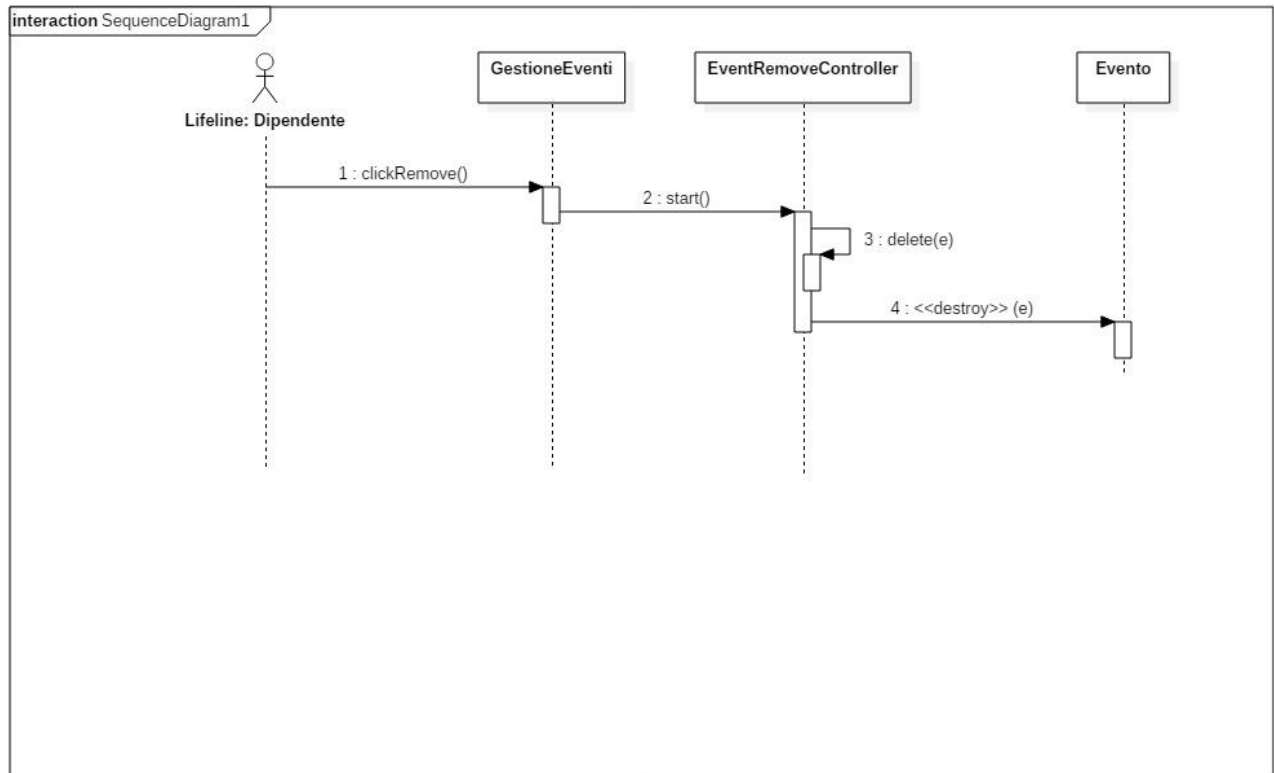 interaction SequenceDiagram1
Lifeline: Dipendente
GestioneEventi
EventRemoveController
Evento
1 : clickRemove()
2 : start()
3 : delete(e)
4 : <<destroy>> (e)